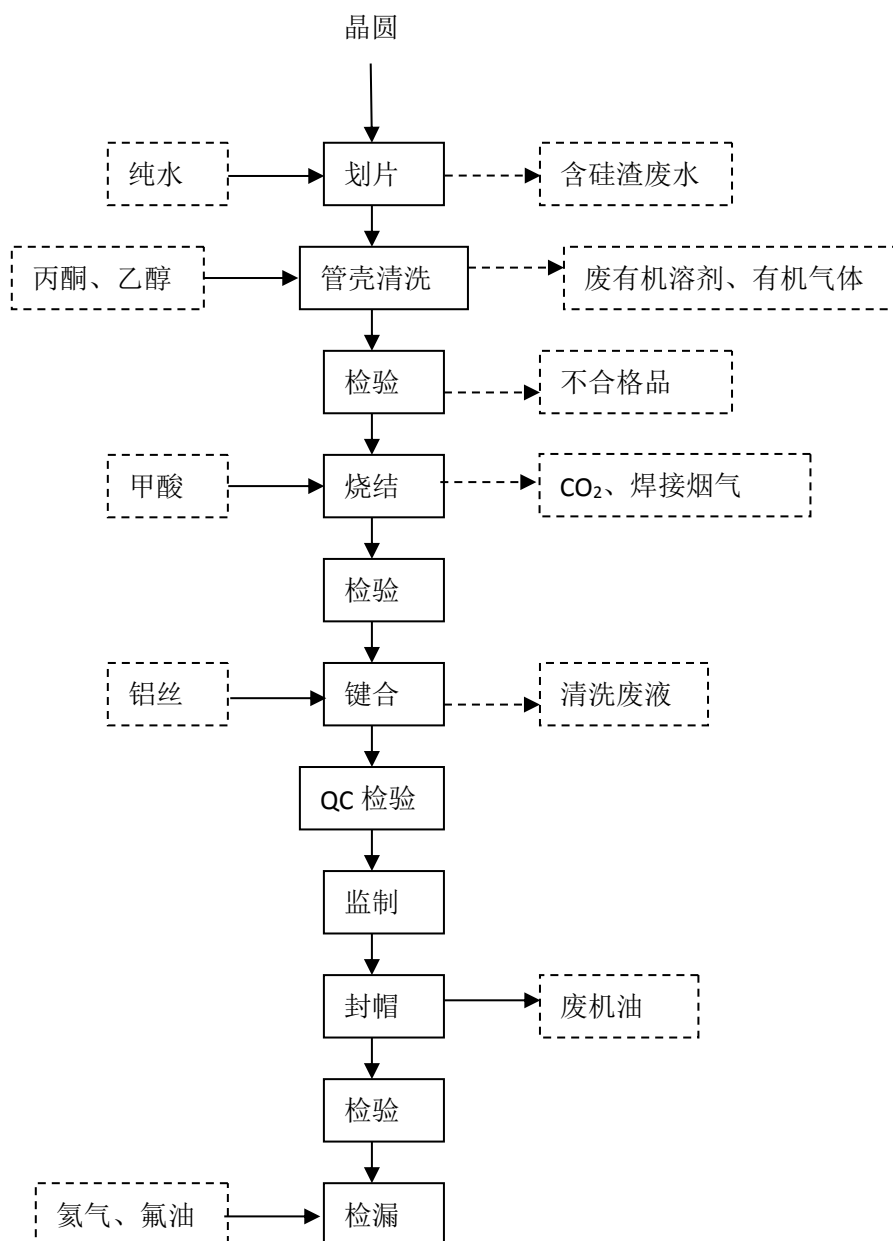 晶圆
纯水
划片
含硅渣废水
丙酮、乙醇
管壳清洗
废有机溶剂、有机气体
检验
不合格品
甲酸
烧结
CO₂、焊接烟气
检验
铝丝
键合
清洗废液
QC 检验
监制
封帽
废机油
检验
氦气、氟油
检漏